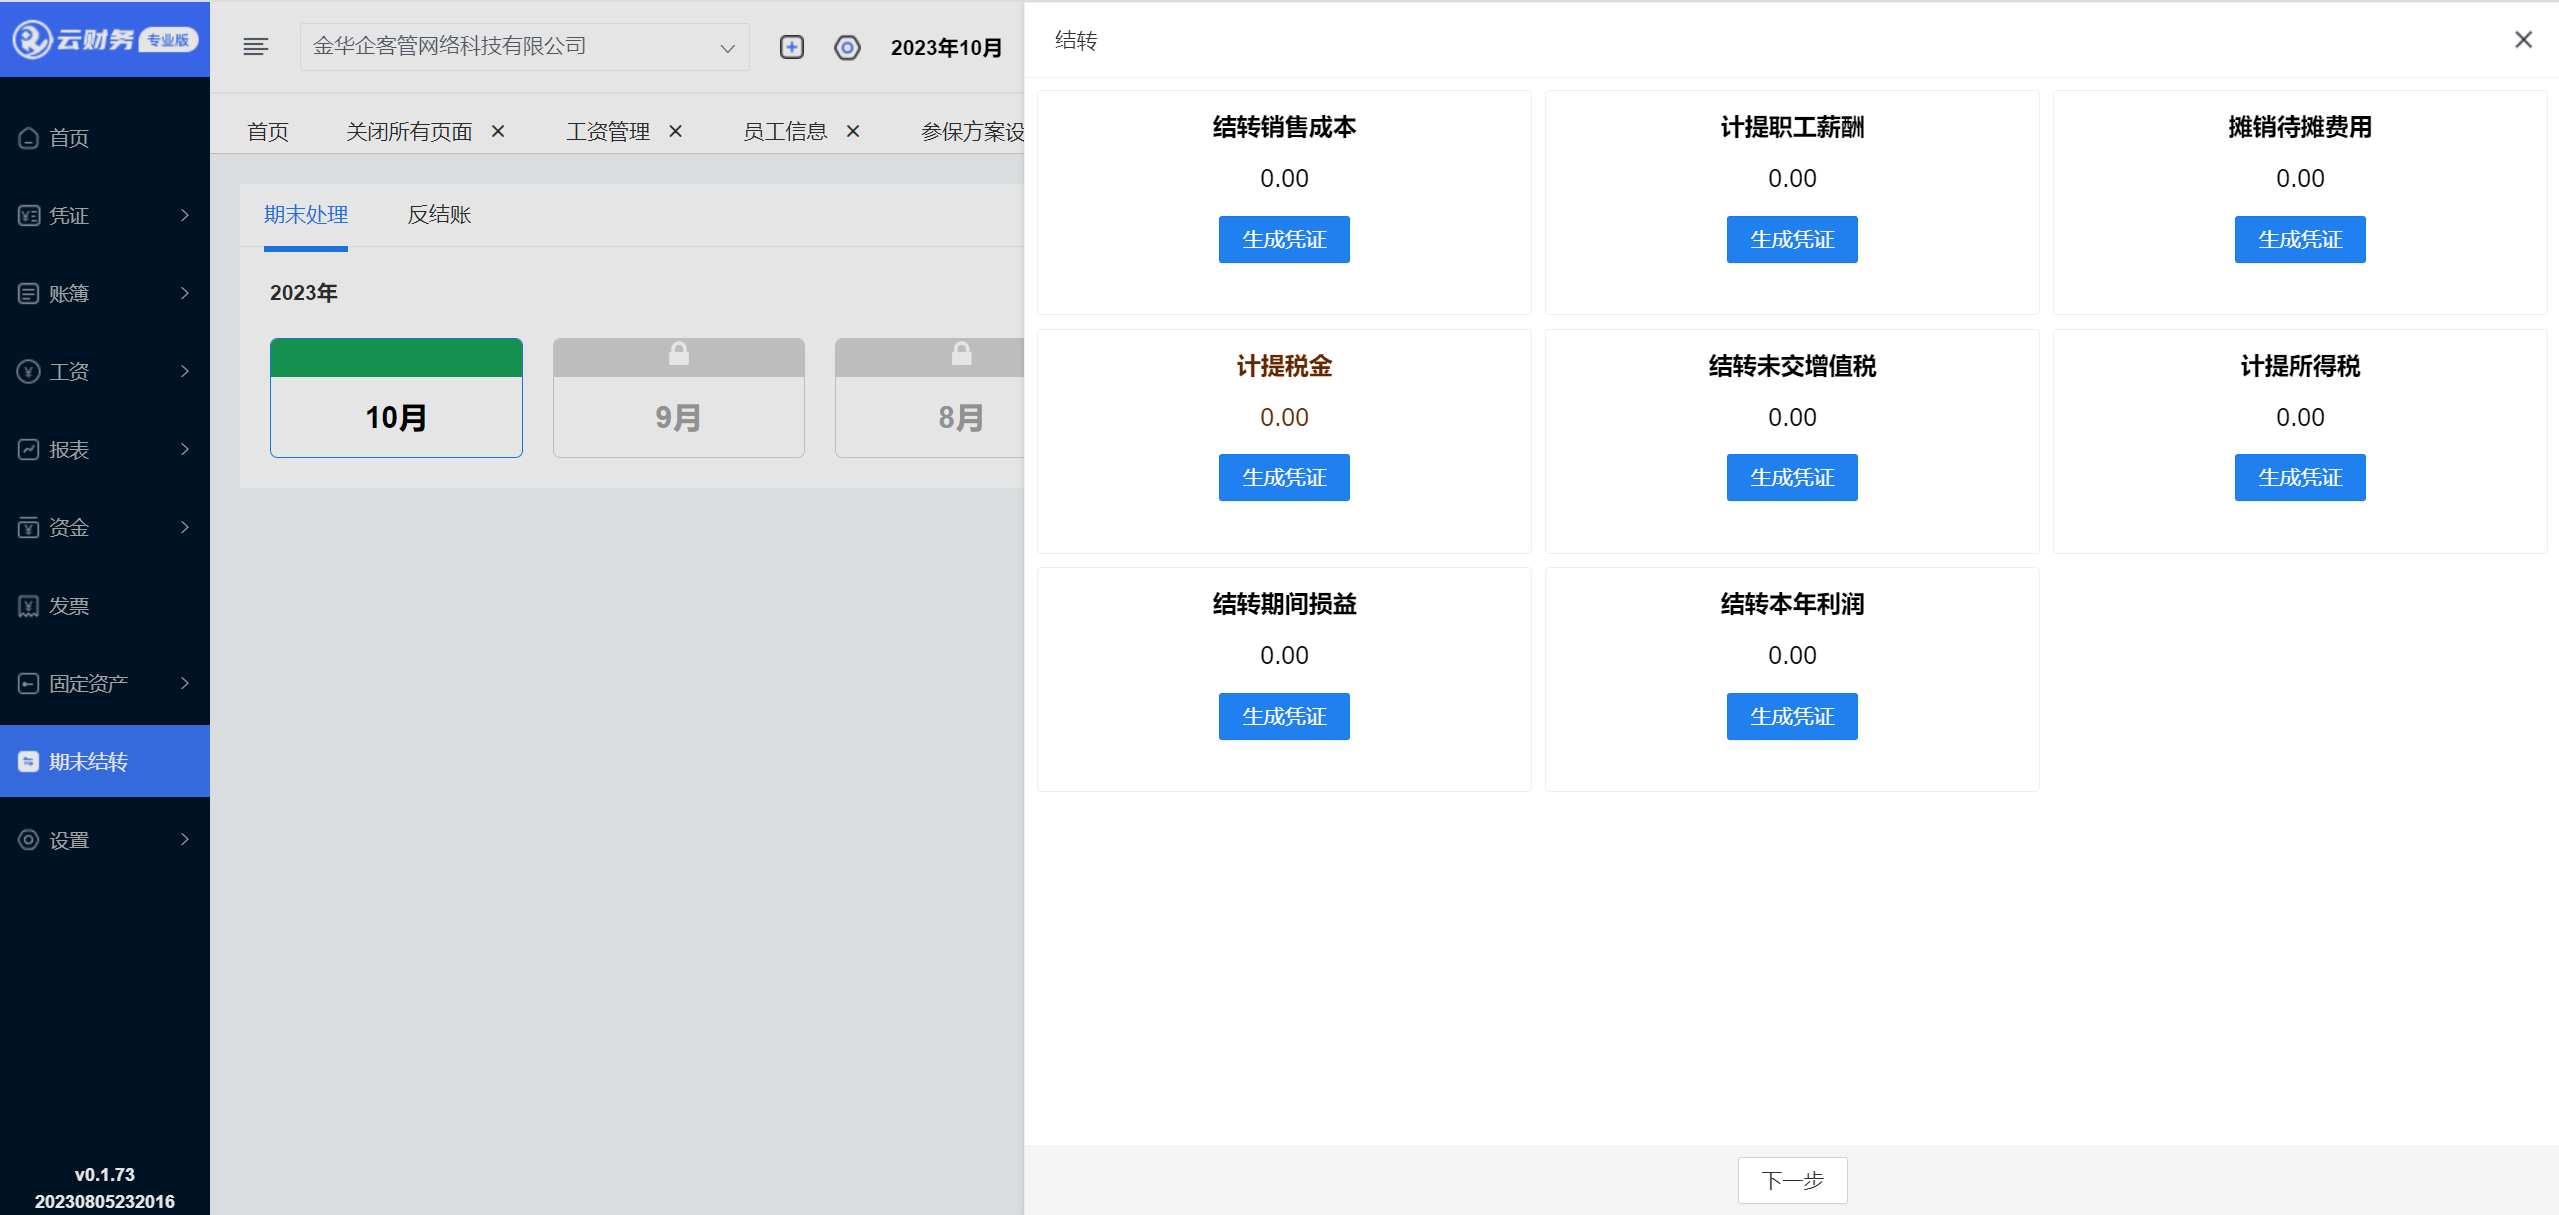 云财务 专业版
首页
凭证
账簿
工资
报表
资金
发票
固定资产
期末结转
设置
v0.1.73
20230805232016
金华企客管网络科技有限公司
2023年10月
首页
关闭所有页面
工资管理
员工信息
参保方案设
期末处理
反结账
2023年
10月
9月
8月
结转
结转销售成本
0.00
生成凭证
计提职工薪酬
0.00
生成凭证
摊销待摊费用
0.00
生成凭证
计提税金
0.00
生成凭证
结转未交增值税
0.00
生成凭证
计提所得税
0.00
生成凭证
结转期间损益
0.00
生成凭证
结转本年利润
0.00
生成凭证
下一步